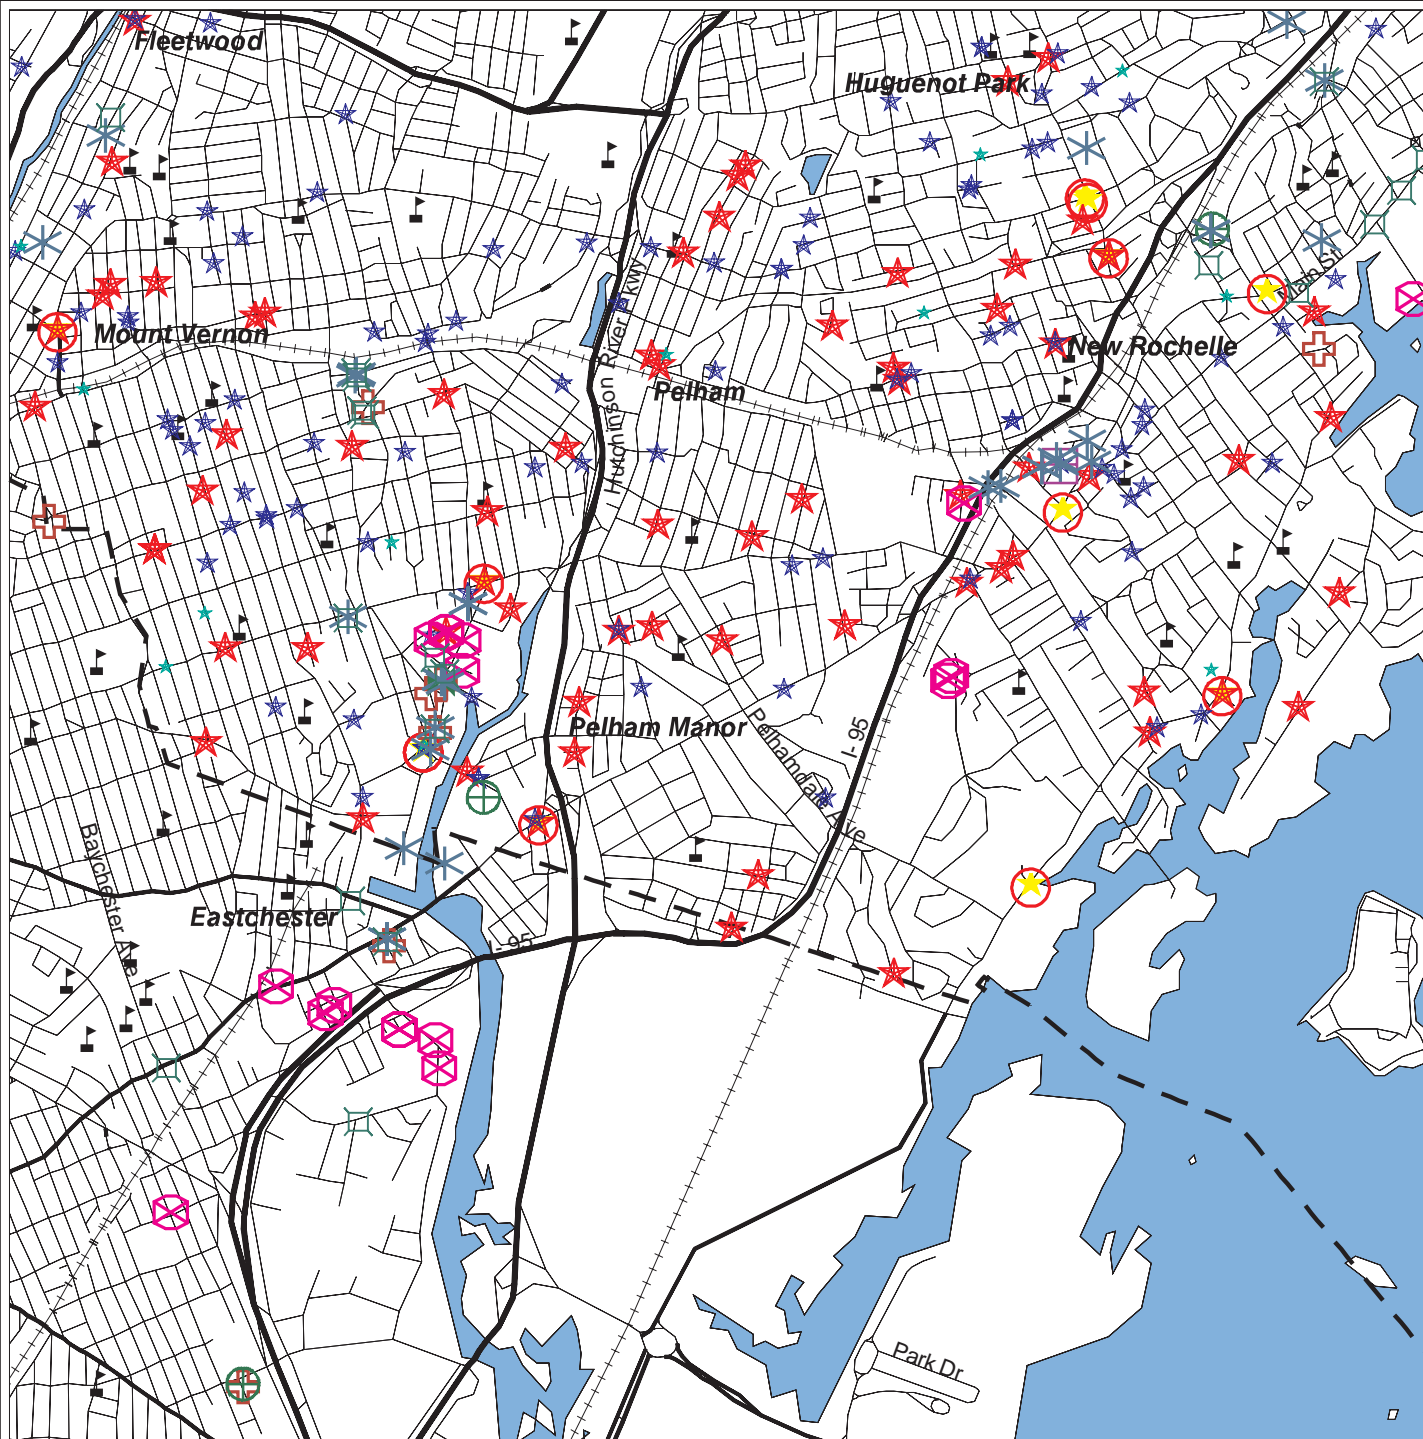 Fleetwood
Huguenot Park
Main St
Mount Vernon
Hutchinson River Pkwy
New Rochelle
Pelham
Pelham Manor
Pelhamdale Ave
I- 95
Baychester Ave
Eastchester
I- 95
Park Dr